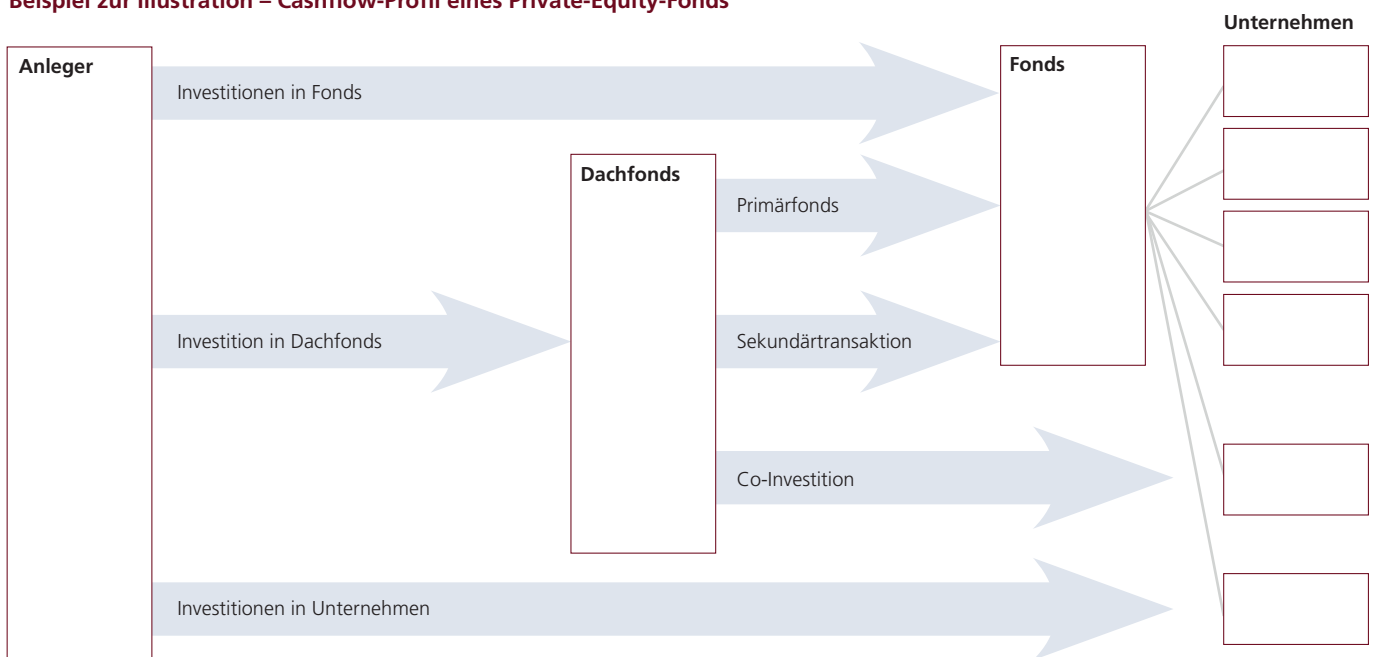 Beispiel zur Illustration – Cashflow-Profil eines Private-Equity-Fonds
Unternehmen
Anleger
Fonds
Investitionen in Fonds
Dachfonds
Primärfonds
Investition in Dachfonds
Sekundärtransaktion
Co-Investition
Investitionen in Unternehmen